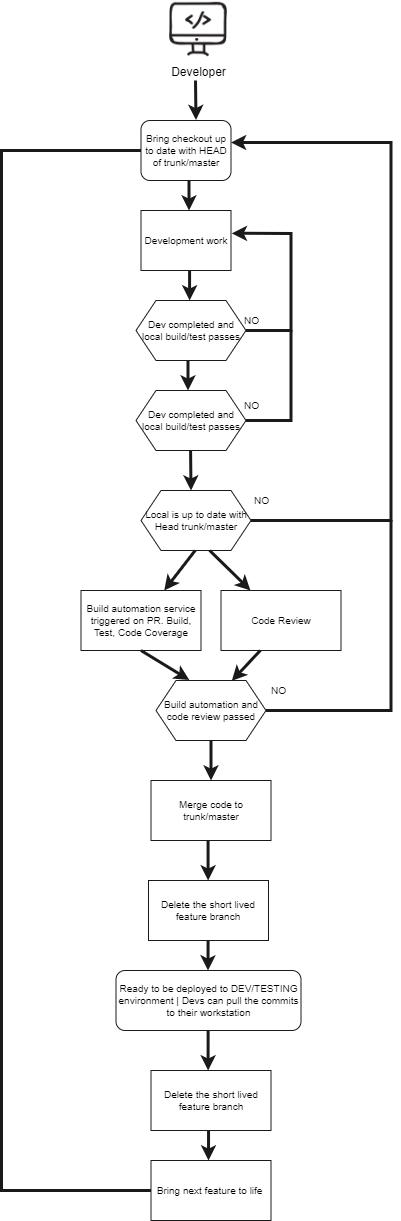 </>
Developer
Bring checkout up
to date with HEAD
of trunk/master
Development work
Dev completed and
local build/test passes
NO
Dev completed and
local build/test passes
NO
Local is up to date with
Head trunk/master
NO
Build automation service
triggered on PR. Build,
Test, Code Coverage
Code Review
Build automation and
code review passed
NO
Merge code to
trunk/master
Delete the short lived
feature branch
Ready to be deployed to DEV/TESTING
environment | Devs can pull the commits
to their workstation
Delete the short lived
feature branch
Bring next feature to life